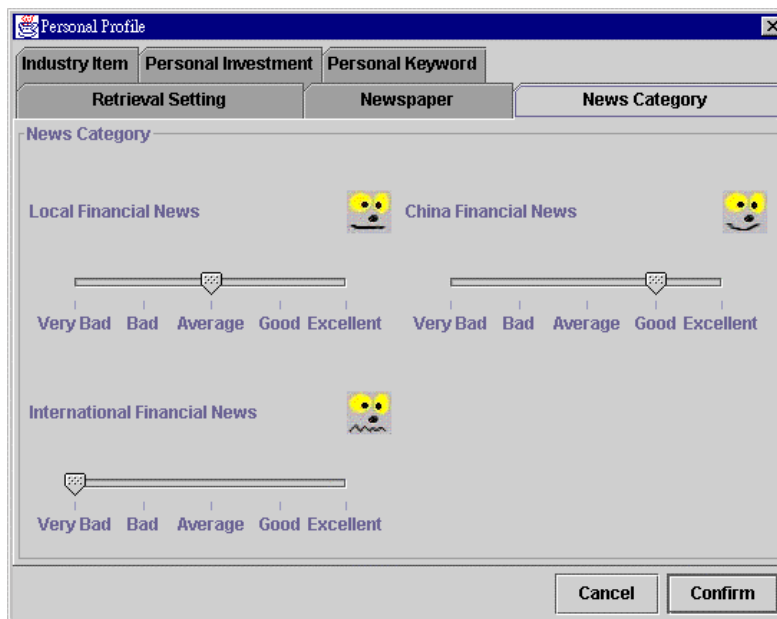 Personal Profile
Industry Item Personal Investment Personal Keyword
Retrieval Setting Newspaper News Category
News Category
Local Financial News China Financial News
Very Bad Bad Average Good Excellent Very Bad Bad Average Good Excellent
International Financial News
Very Bad Bad Average Good Excellent
Cancel Confirm